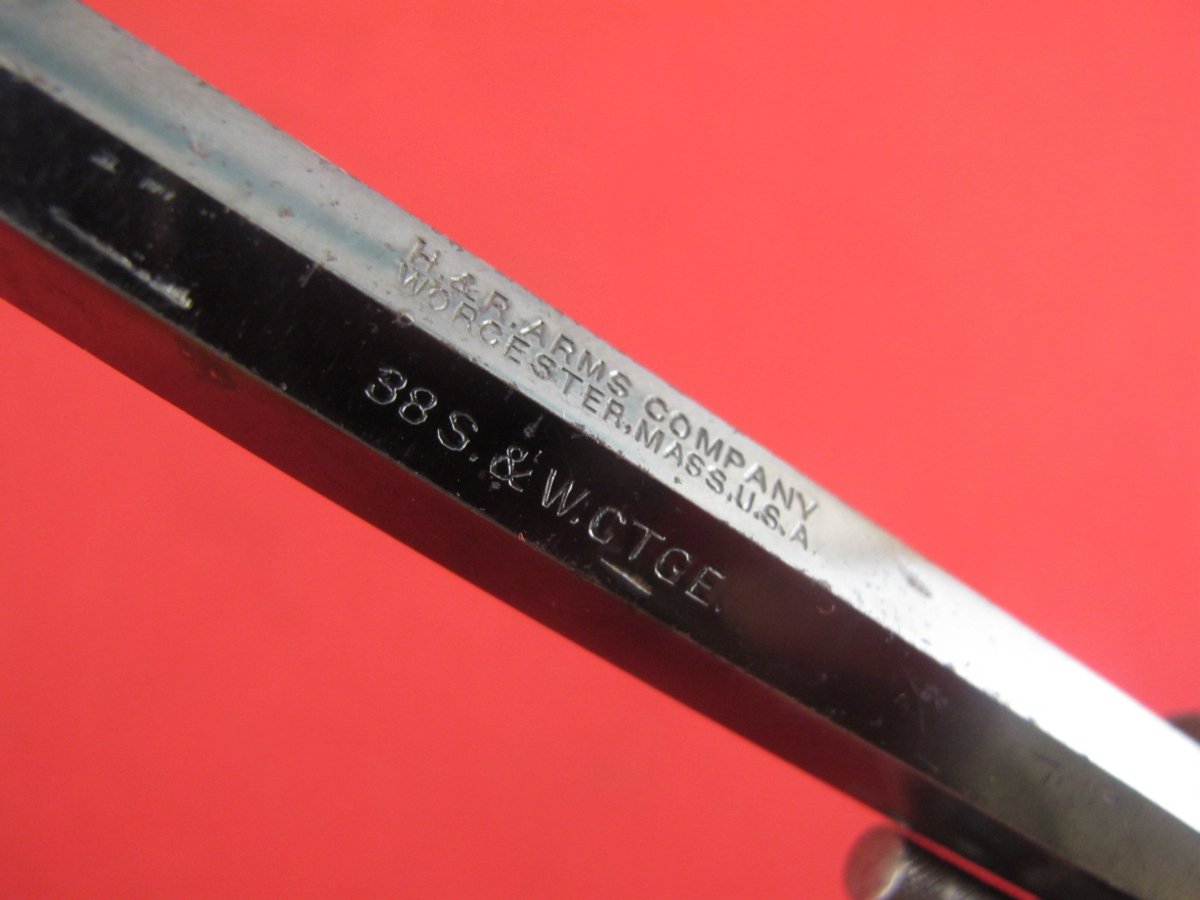 H.&R. ARMS COMPANY
WORCESTER, MASS. U.S.A.
38 S. & W. CTGE.